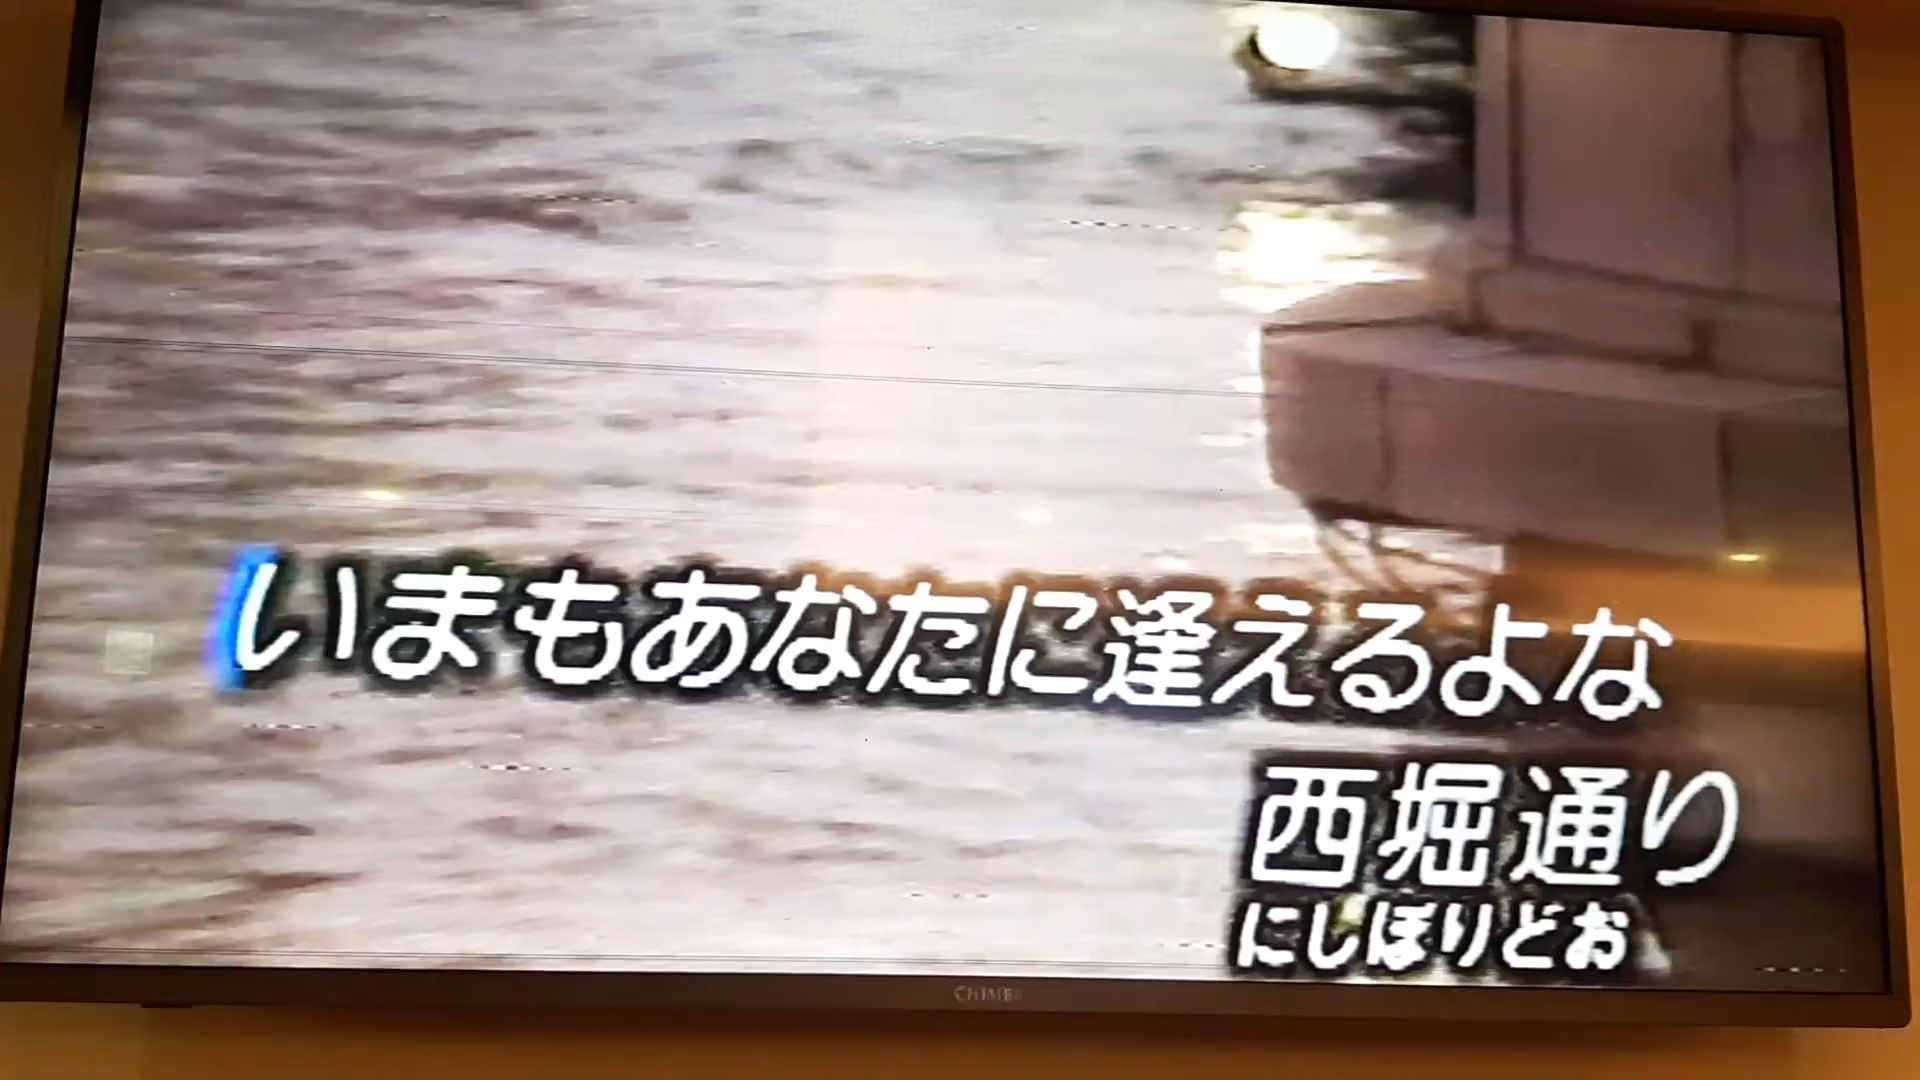 いまもあなたに逢えるよな
西堀通り
にしぼりどお